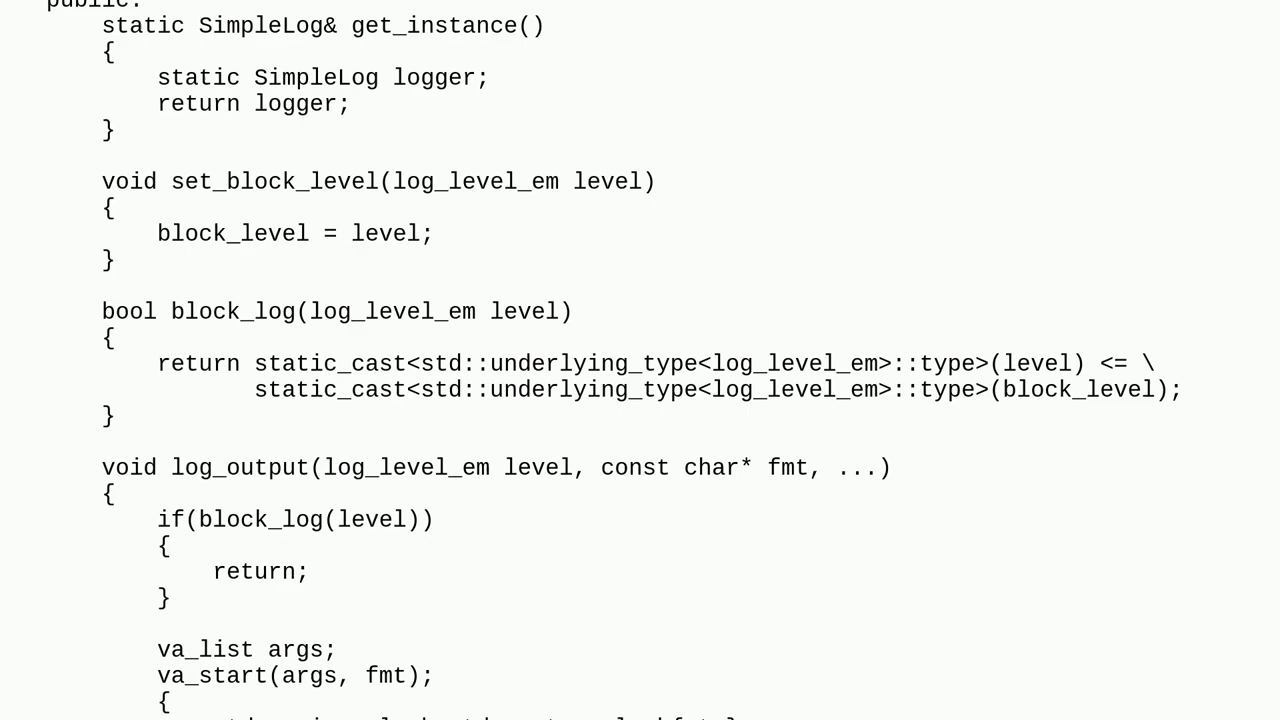 public:
    static SimpleLog& get_instance()
    {
        static SimpleLog logger;
        return logger;
    }

    void set_block_level(log_level_em level)
    {
        block_level = level;
    }

    bool block_log(log_level_em level)
    {
        return static_cast<std::underlying_type<log_level_em>::type>(level) <= \
               static_cast<std::underlying_type<log_level_em>::type>(block_level);
    }

    void log_output(log_level_em level, const char* fmt, ...)
    {
        if(block_log(level))
        {
            return;
        }

        va_list args;
        va_start(args, fmt);
        {